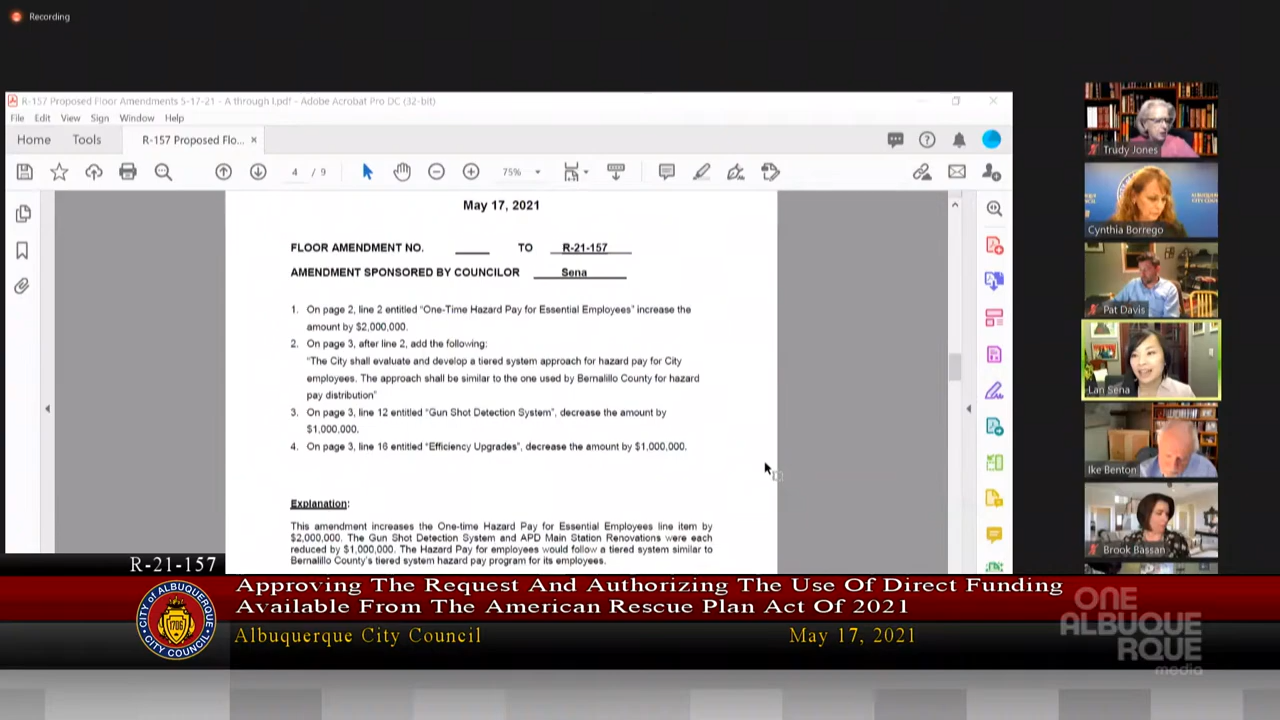 Recording
R-157 Proposed Floor Amendments 5-17-21 - A through I.pdf - Adobe Acrobat Pro DC (32-bit)
File Edit View Sign Window Help
Home Tools R-157 Proposed Flo... ×
4 / 9 75%
May 17, 2021
FLOOR AMENDMENT NO. ______ TO R-21-157
AMENDMENT SPONSORED BY COUNCILOR Sena
1. On page 2, line 2 entitled “One-Time Hazard Pay for Essential Employees” increase the
amount by $2,000,000.
2. On page 3, after line 2, add the following:
“The City shall evaluate and develop a tiered system approach for hazard pay for City
employees. The approach shall be similar to the one used by Bernalillo County for hazard
pay distribution”
3. On page 3, line 12 entitled “Gun Shot Detection System”, decrease the amount by
$1,000,000.
4. On page 3, line 16 entitled “Efficiency Upgrades”, decrease the amount by $1,000,000.
Explanation:
This amendment increases the One-time Hazard Pay for Essential Employees line item by
$2,000,000. The Gun Shot Detection System and APD Main Station Renovations were each
reduced by $1,000,000. The Hazard Pay for employees would follow a tiered system similar to
Bernalillo County's tiered system hazard pay program for its employees.
Trudy Jones
Cynthia Borrego
Pat Davis
Lan Sena
Ike Benton
Brook Bassan
R-21-157
Approving The Request And Authorizing The Use Of Direct Funding
Available From The American Rescue Plan Act Of 2021
Albuquerque City Council May 17, 2021
CITY OF ALBUQUERQUE
1706
CITY COUNCIL
ONE
ALBUQUE
RQUE
media